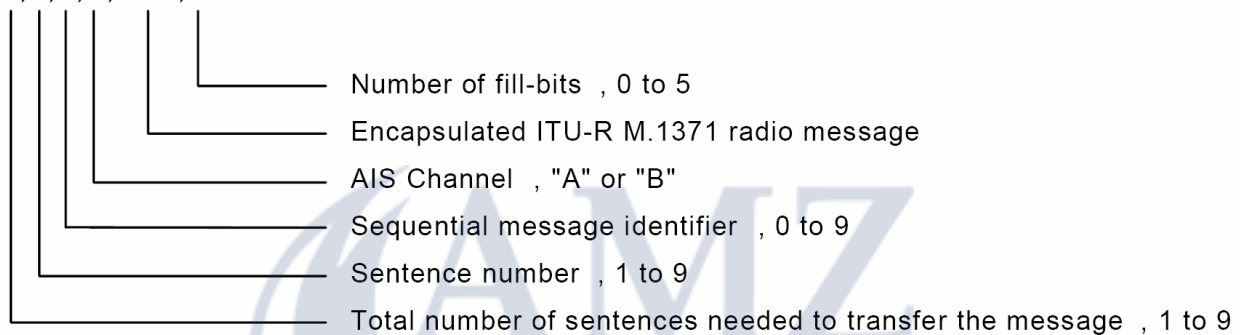 Number of fill-bits , 0 to 5
Encapsulated ITU-R M.1371 radio message
AIS Channel , "A" or "B"
Sequential message identifier , 0 to 9
Sentence number , 1 to 9
Total number of sentences needed to transfer the message , 1 to 9
AMZ